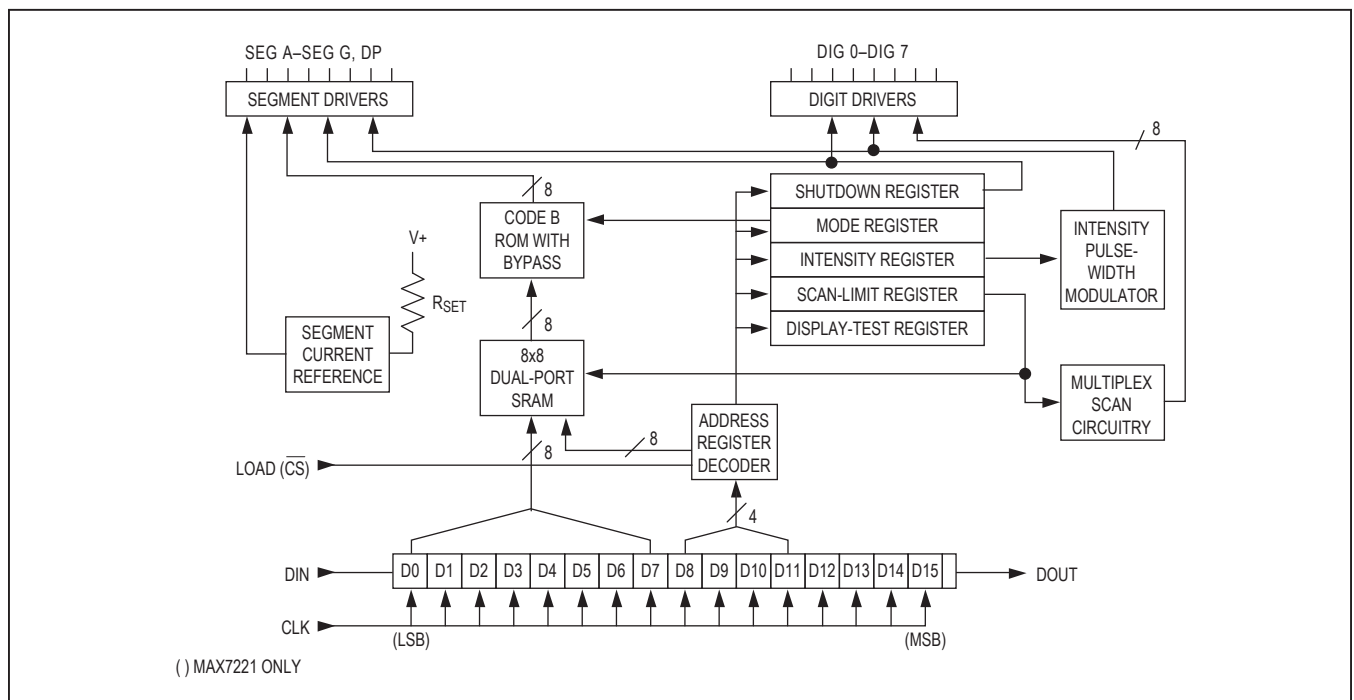 SEG A–SEG G, DP
DIG 0–DIG 7
SEGMENT DRIVERS
DIGIT DRIVERS
8
8
CODE B
ROM WITH
BYPASS
SHUTDOWN REGISTER
MODE REGISTER
INTENSITY REGISTER
SCAN-LIMIT REGISTER
DISPLAY-TEST REGISTER
INTENSITY
PULSE-
WIDTH
MODULATOR
V+
RSET
SEGMENT
CURRENT
REFERENCE
8
8x8
DUAL-PORT
SRAM
MULTIPLEX
SCAN
CIRCUITRY
ADDRESS
REGISTER
DECODER
8
8
LOAD (C̅S̅)
4
DIN
D0 D1 D2 D3 D4 D5 D6 D7 D8 D9 D10 D11 D12 D13 D14 D15
DOUT
CLK
(LSB)
(MSB)
( ) MAX7221 ONLY